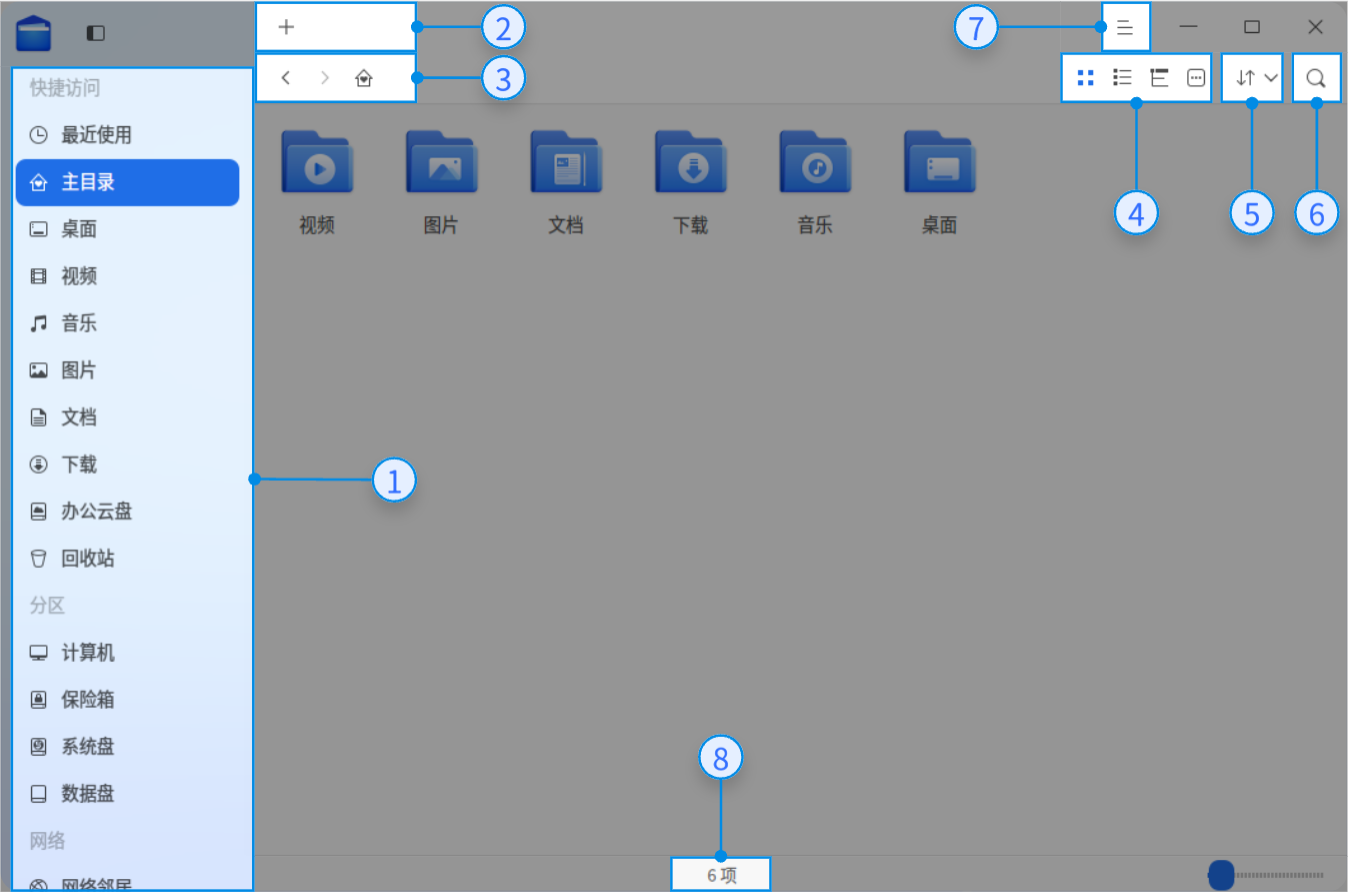 2
7
快捷访问
3
最近使用
主目录
桌面
视频
音乐
图片
文档
下载
办公云盘
回收站
分区
计算机
保险箱
系统盘
数据盘
网络
网络邻居
视频
图片
文档
下载
音乐
桌面
4
5
6
1
8
6 项